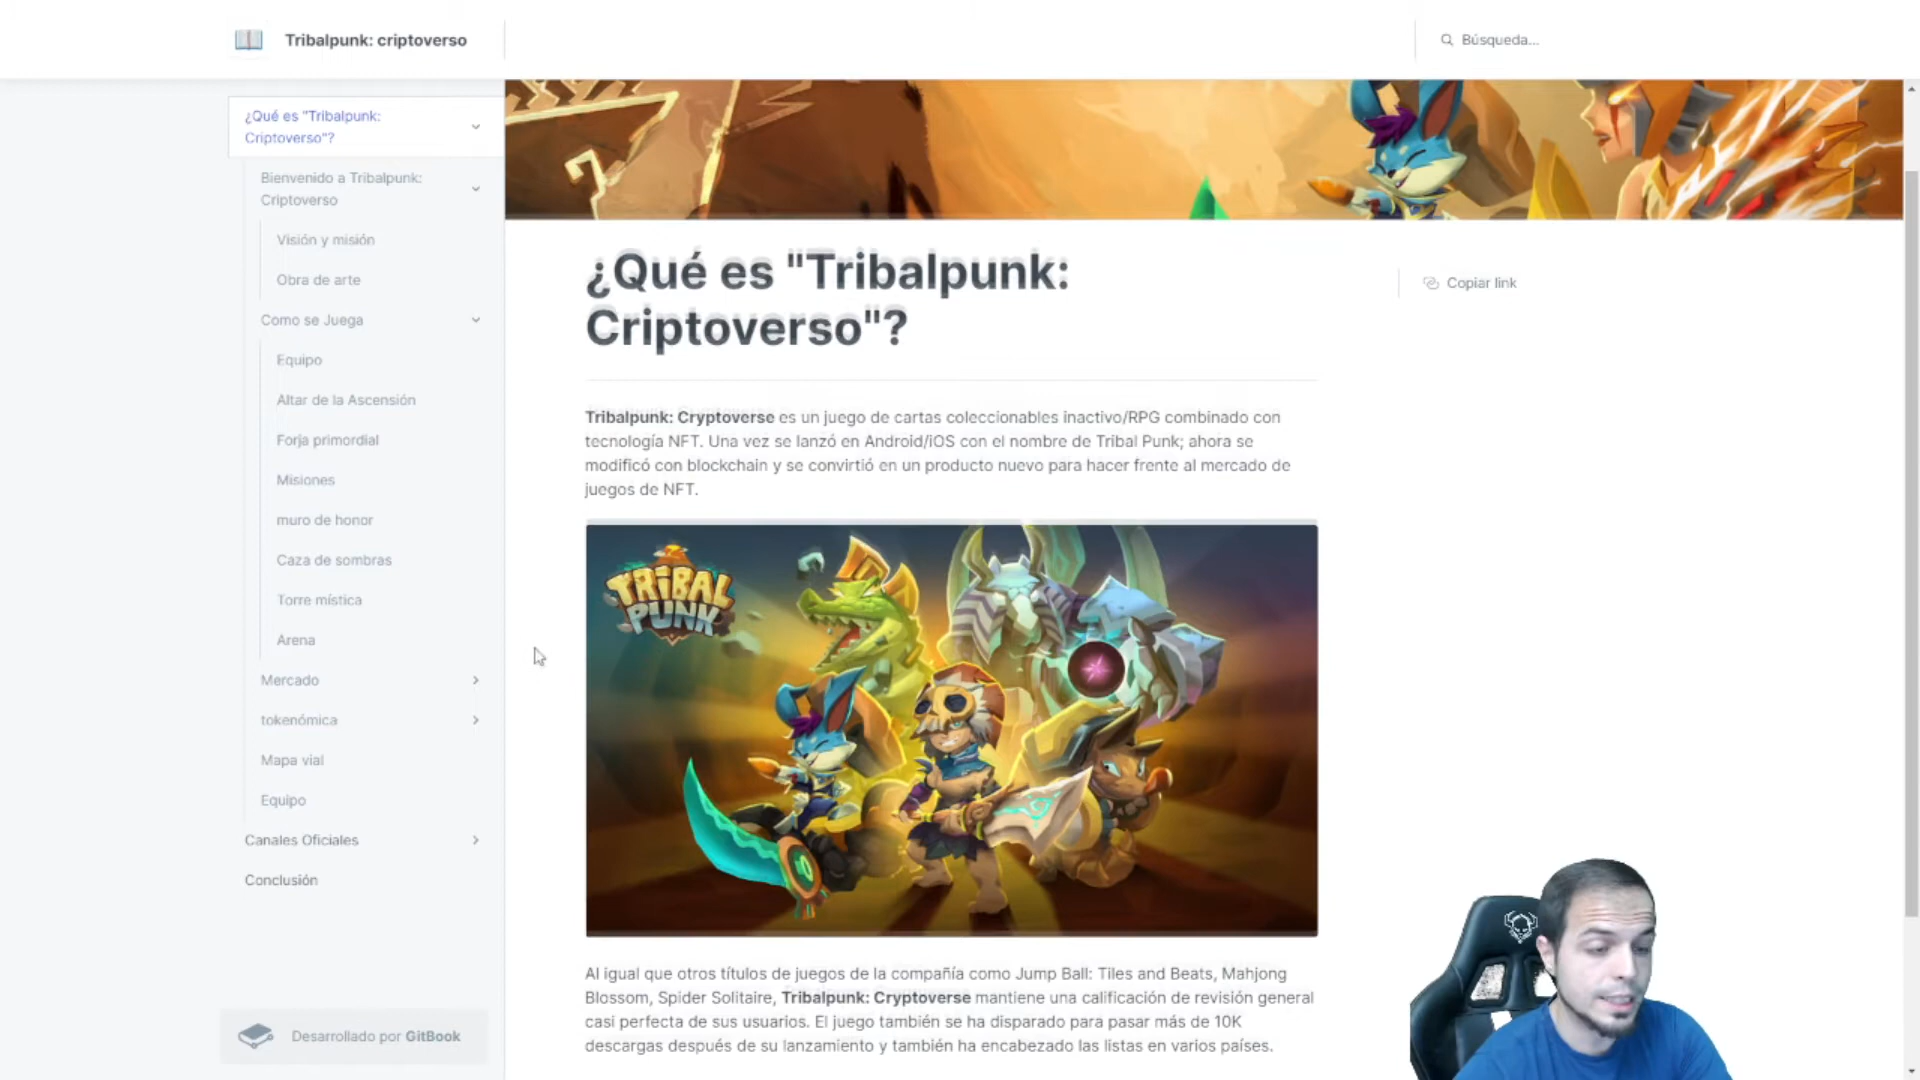 Tribalpunk: criptoverso
Búsqueda...
¿Qué es "Tribalpunk:
Criptoverso"?
Bienvenido a Tribalpunk:
Criptoverso
Visión y misión
Obra de arte
Como se Juega
Equipo
Altar de la Ascensión
Forja primordial
Misiones
muro de honor
Caza de sombras
Torre mística
Arena
Mercado
tokenómica
Mapa vial
Equipo
Canales Oficiales
Conclusión
Desarrollado por GitBook
¿Qué es "Tribalpunk:
Criptoverso"?
Copiar link
Tribalpunk: Cryptoverse es un juego de cartas coleccionables inactivo/RPG combinado con
tecnología NFT. Una vez se lanzó en Android/iOS con el nombre de Tribal Punk; ahora se
modificó con blockchain y se convirtió en un producto nuevo para hacer frente al mercado de
juegos de NFT.
TRIBAL
PUNK
Al igual que otros títulos de juegos de la compañía como Jump Ball: Tiles and Beats, Mahjong
Blossom, Spider Solitaire, Tribalpunk: Cryptoverse mantiene una calificación de revisión general
casi perfecta de sus usuarios. El juego también se ha disparado para pasar más de 10K
descargas después de su lanzamiento y también ha encabezado las listas en varios países.